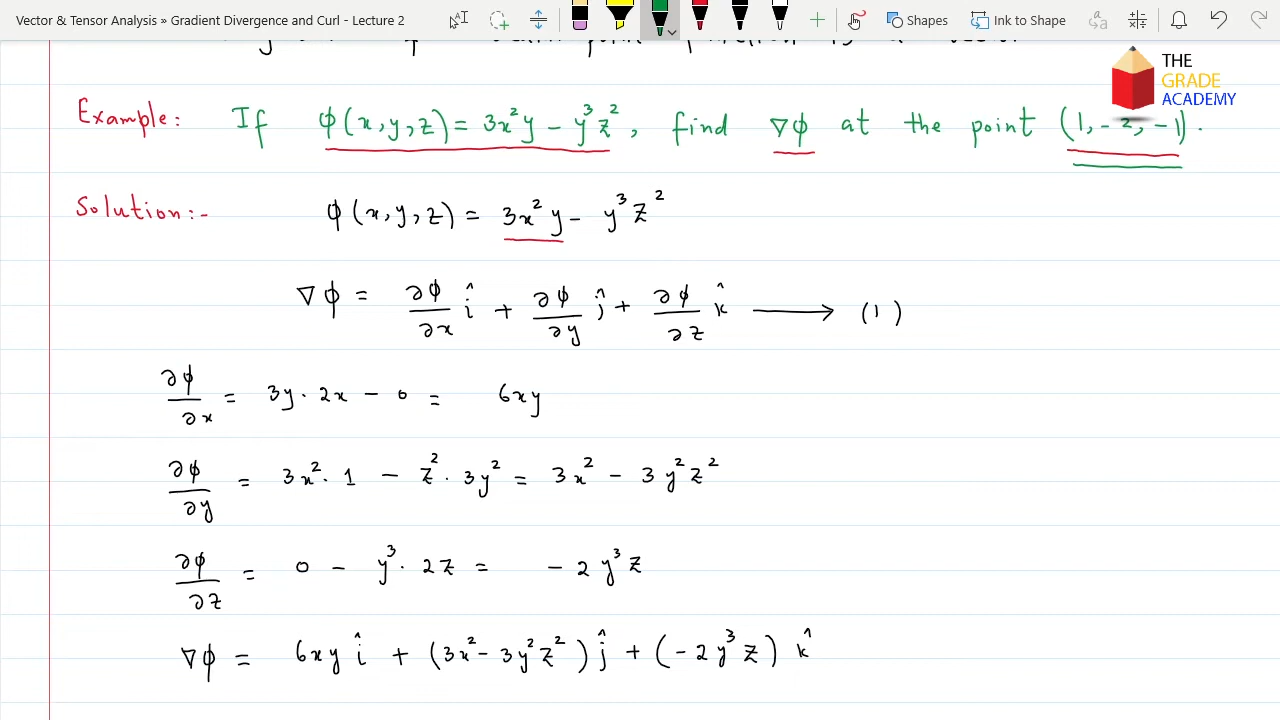 Vector & Tensor Analysis » Gradient Divergence and Curl - Lecture 2
Shapes
Ink to Shape
THE
GRADE
ACADEMY
Example: If ϕ(x,y,z) = 3x²y − y³z², find ∇ϕ at the point (1,−2,−1).
Solution:- ϕ(x,y,z) = 3x²y − y³z²
∇ϕ = ∂ϕ/∂x î + ∂ϕ/∂y ĵ + ∂ϕ/∂z k̂ ⟶ (1)
∂ϕ/∂x = 3y · 2x − 0 = 6xy
∂ϕ/∂y = 3x² · 1 − z² · 3y² = 3x² − 3y²z²
∂ϕ/∂z = 0 − y³ · 2z = −2y³z
∇ϕ = 6xy î + (3x² − 3y²z²) ĵ + (−2y³z) k̂